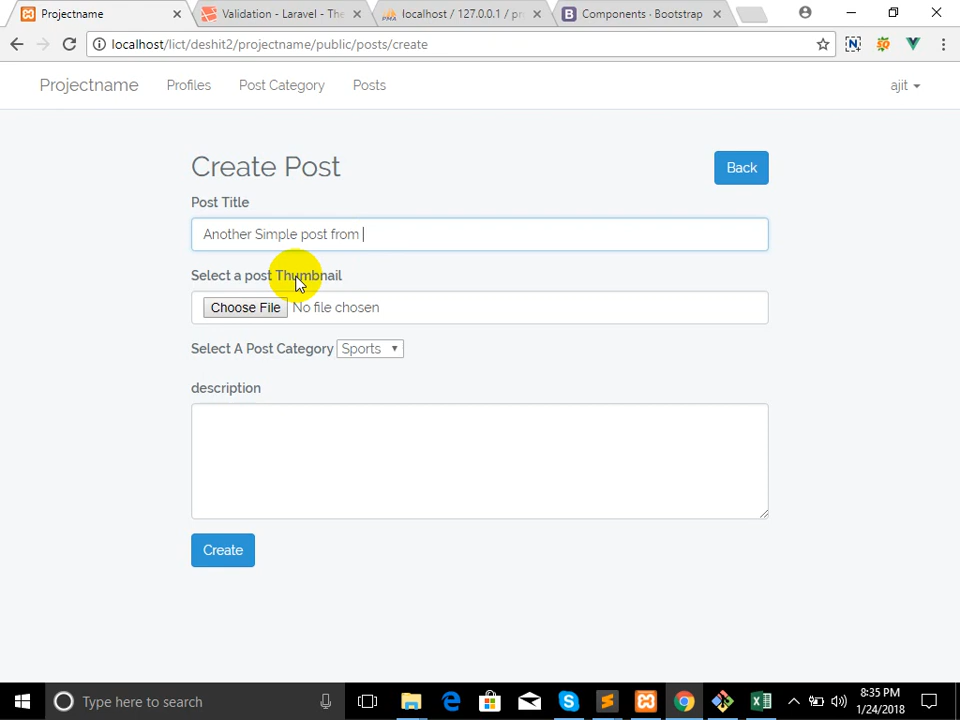 Projectname
Validation - Laravel - The
localhost / 127.0.0.1 / pr
Components · Bootstrap
localhost/lict/deshit2/projectname/public/posts/create
Projectname Profiles Post Category Posts ajit
Create Post Back
Post Title
Another Simple post from
Select a post Thumbnail
Choose File No file chosen
Select A Post Category Sports
description
Create
Type here to search
8:35 PM
1/24/2018